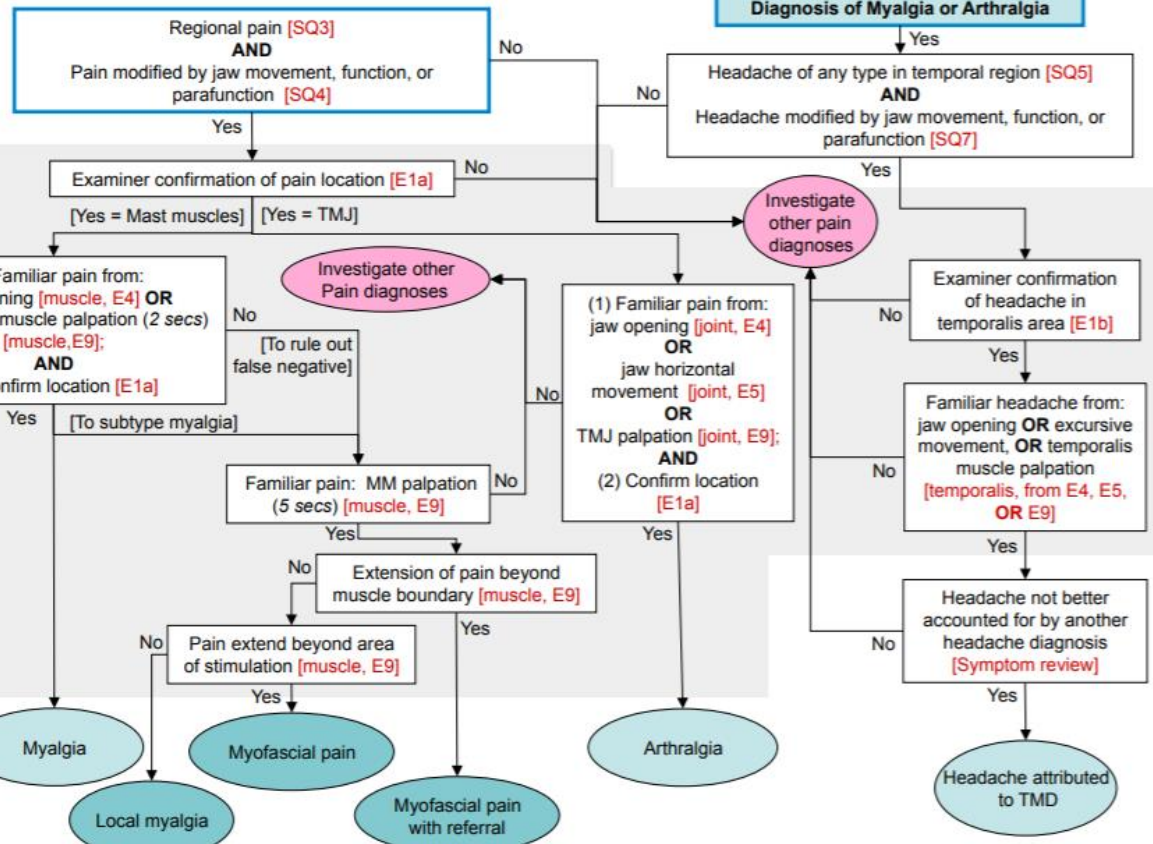 Diagnosis of Myalgia or Arthralgia
Regional pain [SQ3]
AND
Pain modified by jaw movement, function, or
parafunction [SQ4]
No
Yes
Yes
Headache of any type in temporal region [SQ5]
AND
Headache modified by jaw movement, function, or
parafunction [SQ7]
No
Yes
Examiner confirmation of pain location [E1a]
No
[Yes = Mast muscles]
[Yes = TMJ]
Investigate
other pain
diagnoses
amiliar pain from:
ning [muscle, E4] OR
muscle palpation (2 secs)
[muscle,E9];
AND
nfirm location [E1a]
No
[To rule out
false negative]
Yes
[To subtype myalgia]
Investigate other
Pain diagnoses
(1) Familiar pain from:
jaw opening [joint, E4]
OR
jaw horizontal
movement [joint, E5]
OR
TMJ palpation [joint, E9];
AND
(2) Confirm location
[E1a]
No
Yes
Examiner confirmation
of headache in
temporalis area [E1b]
No
Yes
Familiar headache from:
jaw opening OR excursive
movement, OR temporalis
muscle palpation
[temporalis, from E4, E5,
OR E9]
No
Yes
Familiar pain: MM palpation
(5 secs) [muscle, E9]
No
Yes
Extension of pain beyond
muscle boundary [muscle, E9]
No
Yes
Pain extend beyond area
of stimulation [muscle, E9]
No
Yes
Headache not better
accounted for by another
headache diagnosis
[Symptom review]
No
Yes
Myalgia
Myofascial pain
Arthralgia
Local myalgia
Myofascial pain
with referral
Headache attributed
to TMD